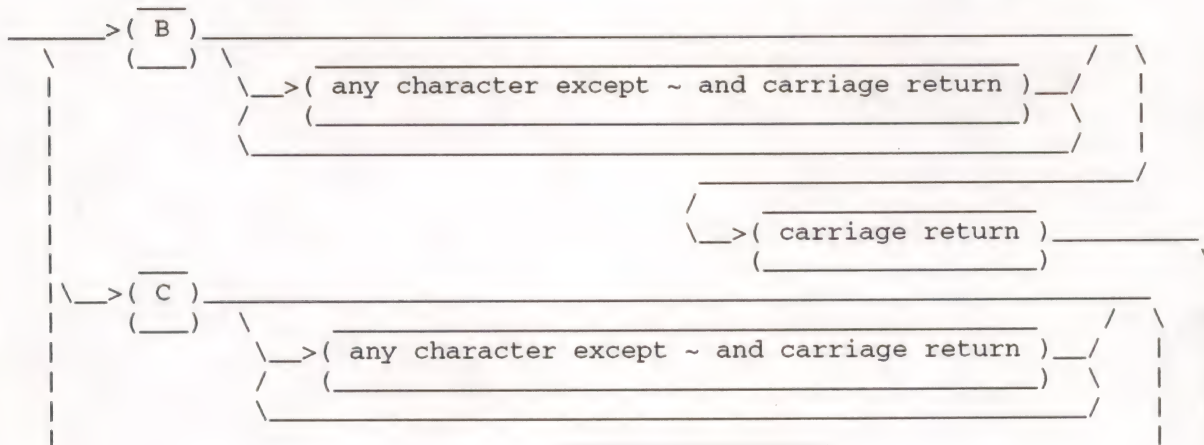 B
any character except ~ and carriage return
carriage return
C
any character except ~ and carriage return